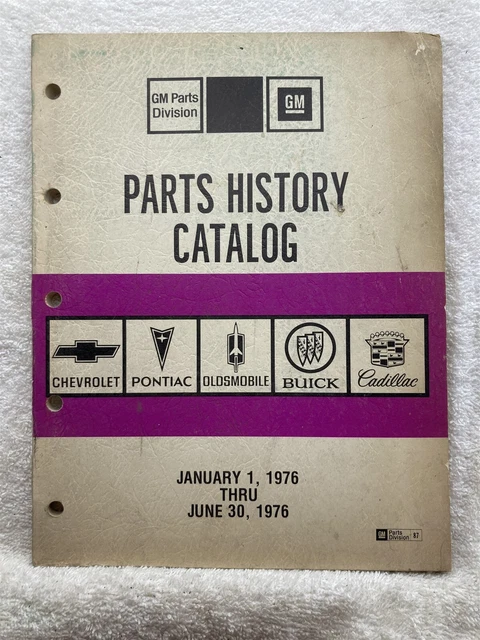 GM Parts
Division
GM
PARTS HISTORY
CATALOG
CHEVROLET
PONTIAC
OLDSMOBILE
BUICK
Cadillac
JANUARY 1, 1976
THRU
JUNE 30, 1976
GM Parts
Division 87